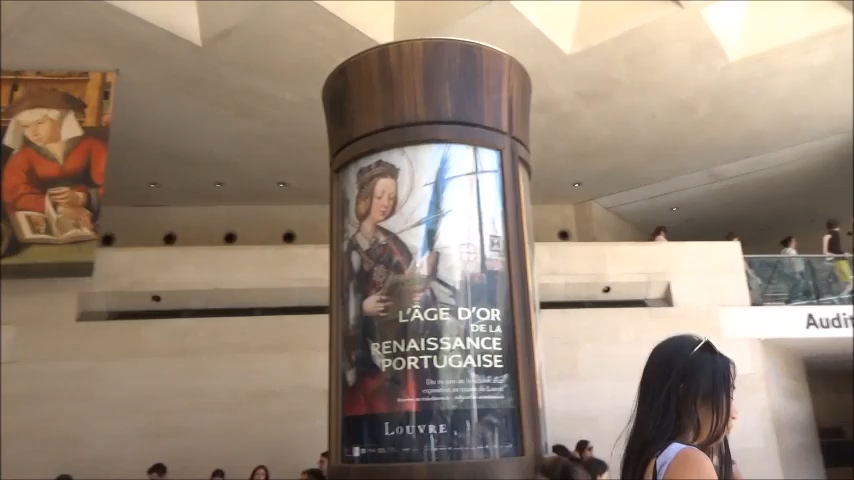 L'ÂGE D'OR
DE LA
RENAISSANCE
PORTUGAISE
LOUVRE
Audit